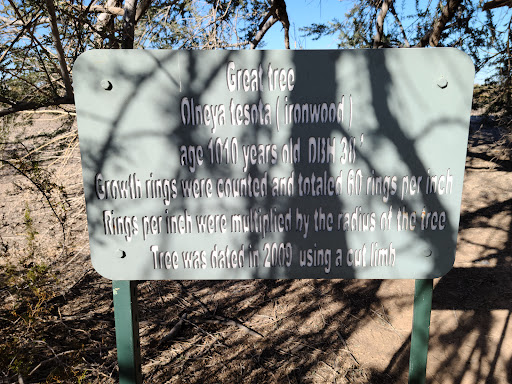 Great tree
Olneya tesota ( ironwood )
age 1010 years old DBH 36"
Growth rings were counted and totaled 60 rings per inch
Rings per inch were multiplied by the radius of the tree
Tree was dated in 2009 using a cut limb